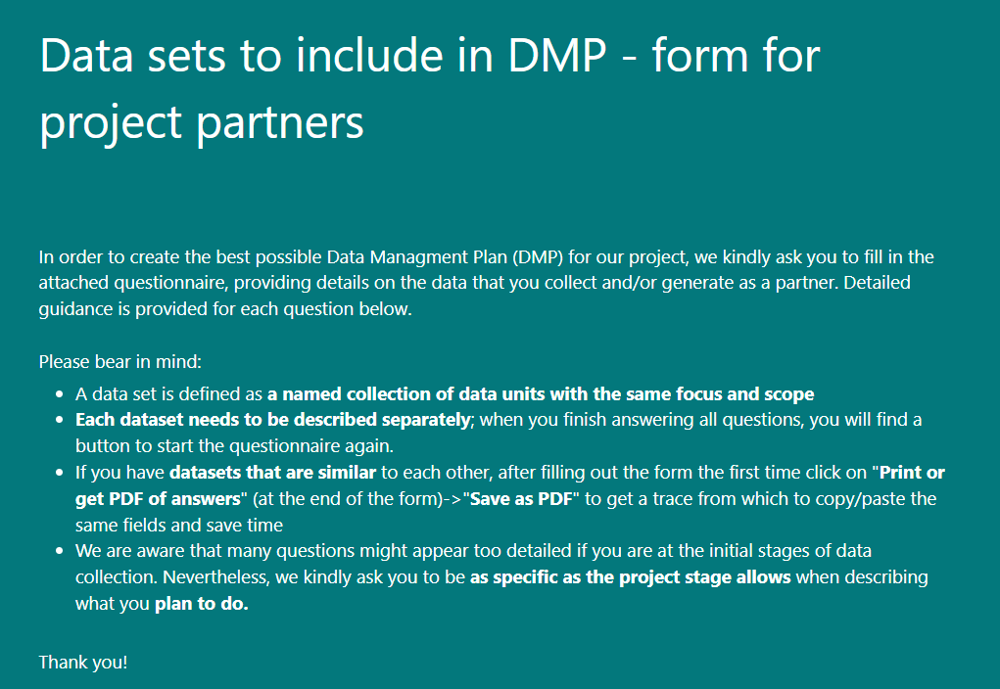 Data sets to include in DMP - form for
project partners
In order to create the best possible Data Managment Plan (DMP) for our project, we kindly ask you to fill in the
attached questionnaire, providing details on the data that you collect and/or generate as a partner. Detailed
guidance is provided for each question below.
Please bear in mind:
• A data set is defined as a named collection of data units with the same focus and scope
• Each dataset needs to be described separately; when you finish answering all questions, you will find a
button to start the questionnaire again.
• If you have datasets that are similar to each other, after filling out the form the first time click on "Print or
get PDF of answers" (at the end of the form)->"Save as PDF" to get a trace from which to copy/paste the
same fields and save time
• We are aware that many questions might appear too detailed if you are at the initial stages of data
collection. Nevertheless, we kindly ask you to be as specific as the project stage allows when describing
what you plan to do.
Thank you!